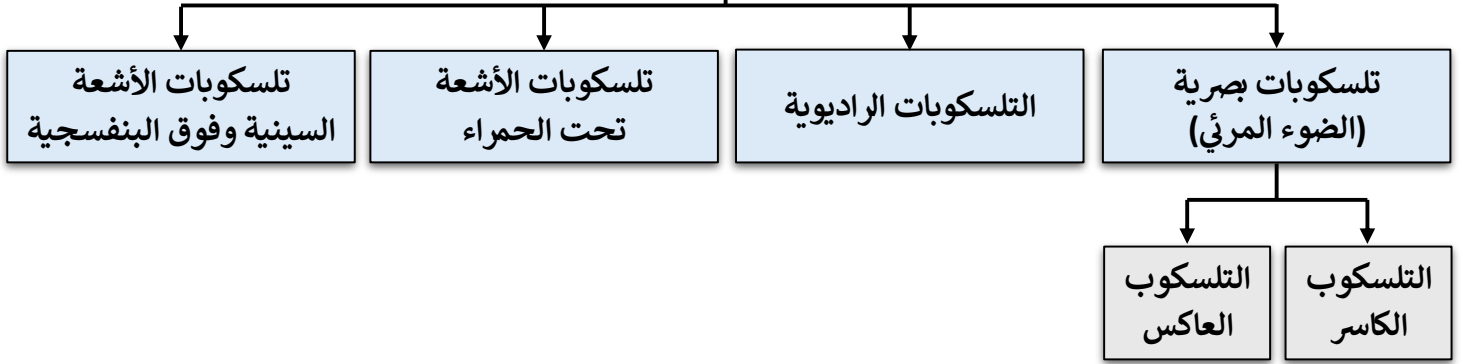 تلسكوبات بصرية
(الضوء المرئي)
التلسكوبات الراديوية
تلسكوبات الأشعة
تحت الحمراء
تلسكوبات الأشعة
السينية وفوق البنفسجية
التلسكوب
الكاسر
التلسكوب
العاكس